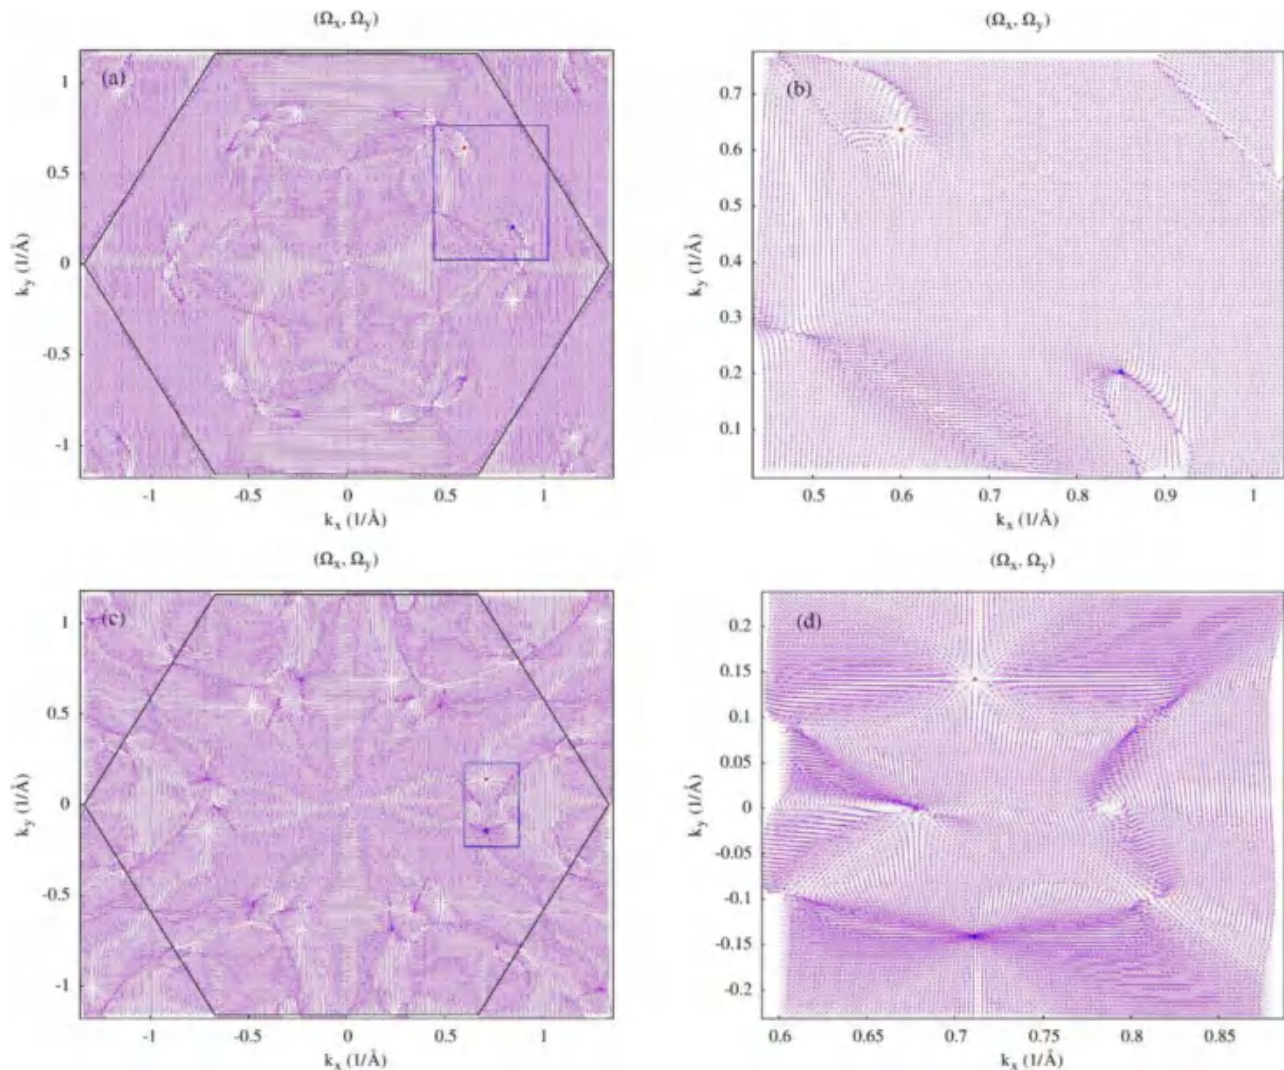 (Ωx, Ωy)
(a)
1
0.5
0
-0.5
-1
ky (1/Å)
-1 -0.5 0 0.5 1
kx (1/Å)
(Ωx, Ωy)
(b)
0.7
0.6
0.5
0.4
0.3
0.2
0.1
ky (1/Å)
0.5 0.6 0.7 0.8 0.9 1
kx (1/Å)
(Ωx, Ωy)
(c)
1
0.5
0
-0.5
-1
ky (1/Å)
-1 -0.5 0 0.5 1
kx (1/Å)
(Ωx, Ωy)
(d)
0.2
0.15
0.1
0.05
0
-0.05
-0.1
-0.15
-0.2
ky (1/Å)
0.6 0.65 0.7 0.75 0.8 0.85
kx (1/Å)